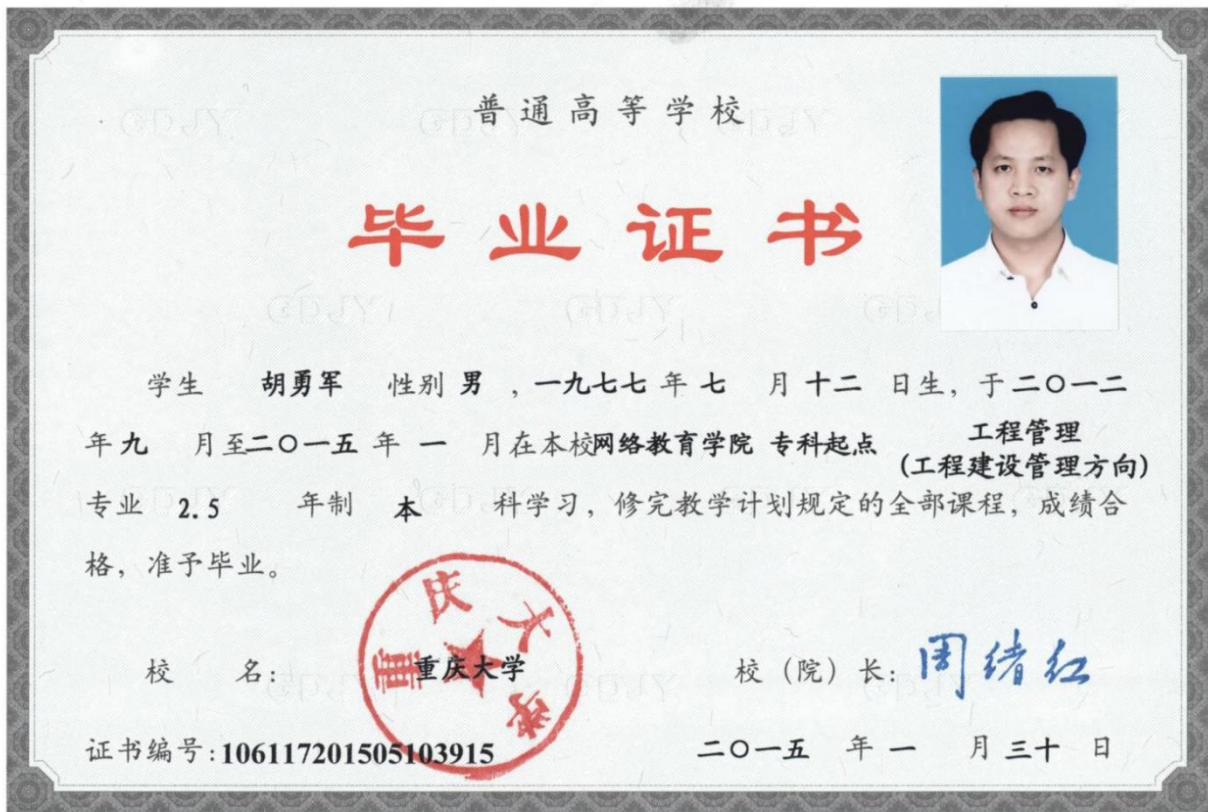 普通高等学校
毕业证书
学生 胡勇军 性别 男 ，一九七七 年 七 月 十二 日生，于 二〇一二
年 九 月至 二〇一五 年 一 月在本校 网络教育学院 专科起点 工程管理
(工程建设管理方向)
专业 2.5 年制 本 科学习，修完教学计划规定的全部课程，成绩合
格，准予毕业。
重庆大学
校 名： 重庆大学 校（院）长：周绪红
证书编号：106117201505103915 二〇一五 年 一 月 三十 日